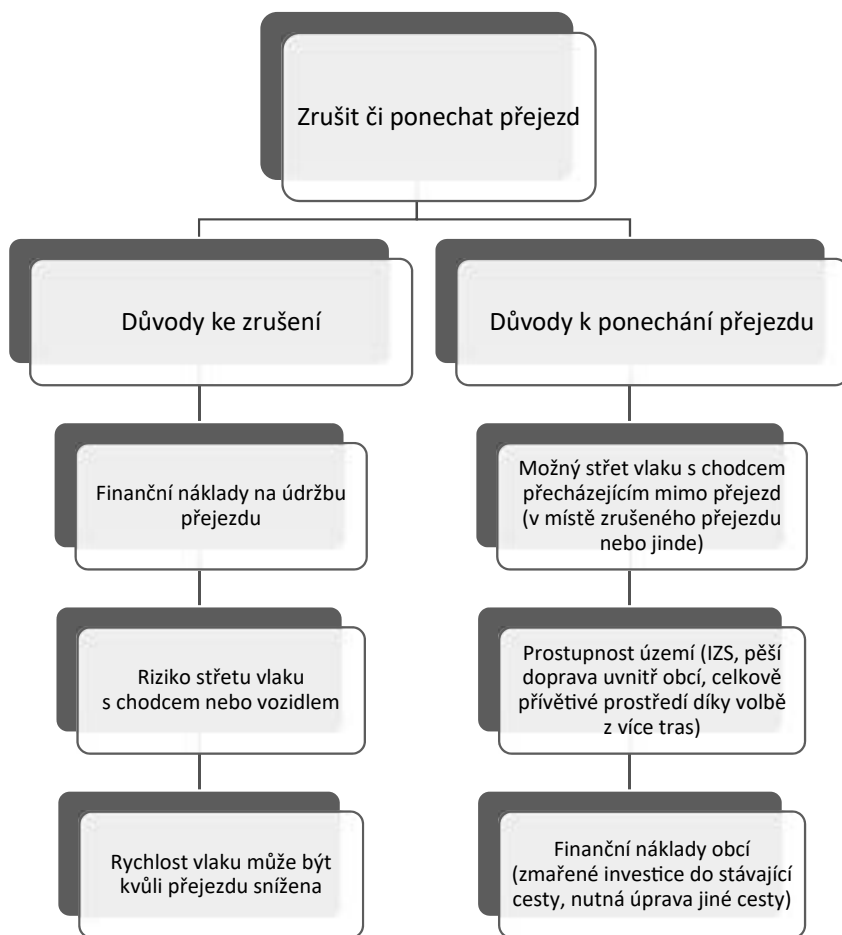 Zrušit či ponechat přejezd
Důvody ke zrušení
Důvody k ponechání přejezdu
Finanční náklady na údržbu
přejezdu
Možný střet vlaku s chodcem
přecházejícím mimo přejezd
(v místě zrušeného přejezdu
nebo jinde)
Riziko střetu vlaku
s chodcem nebo vozidlem
Prostupnost území (IZS, pěší
doprava uvnitř obcí, celkově
přívětivé prostředí díky volbě
z více tras)
Rychlost vlaku může být
kvůli přejezdu snížena
Finanční náklady obcí
(zmařené investice do stávající
cesty, nutná úprava jiné cesty)